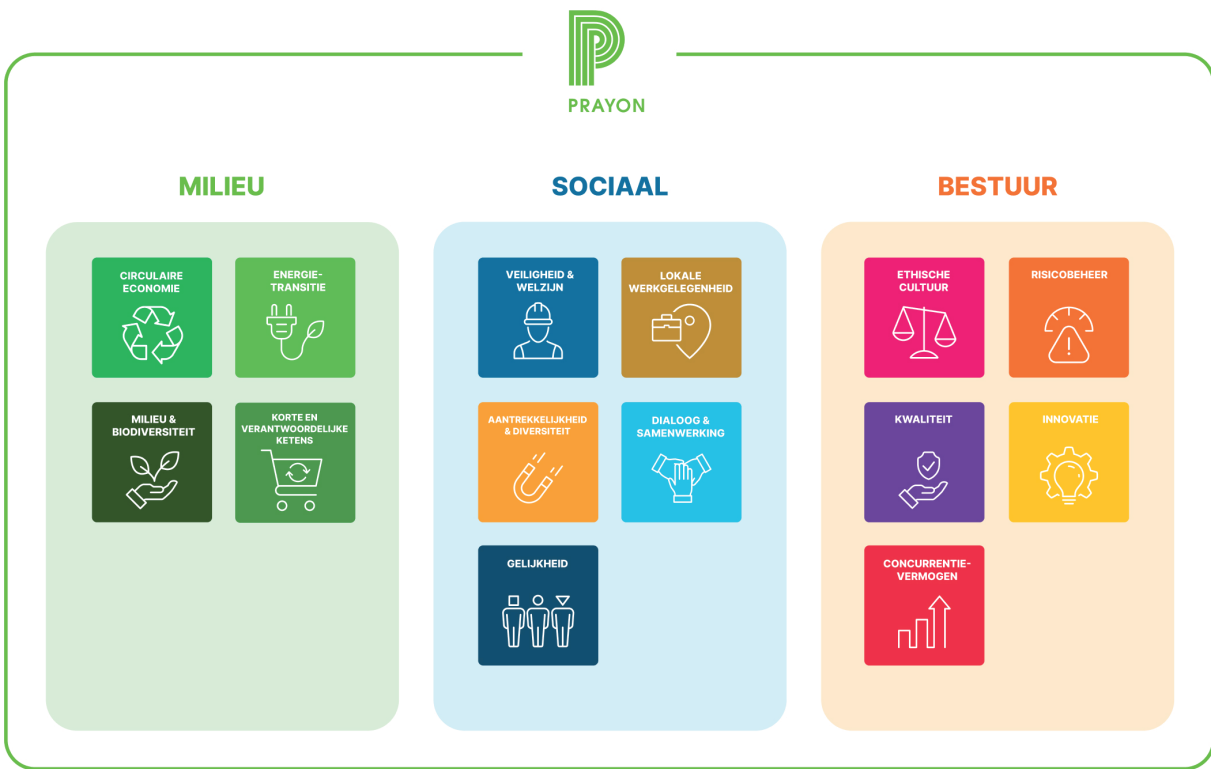 PRAYON
MILIEU
CIRCULAIRE
ECONOMIE
ENERGIE-
TRANSITIE
MILIEU &
BIODIVERSITEIT
KORTE EN
VERANTWOORDELIJKE
KETENS
SOCIAAL
VEILIGHEID &
WELZIJN
LOKALE
WERKGELEGENHEID
AANTREKKELIJKHEID
& DIVERSITEIT
DIALOOG &
SAMENWERKING
GELIJKHEID
BESTUUR
ETHISCHE
CULTUUR
RISICOBEHEER
KWALITEIT
INNOVATIE
CONCURRENTIE-
VERMOGEN